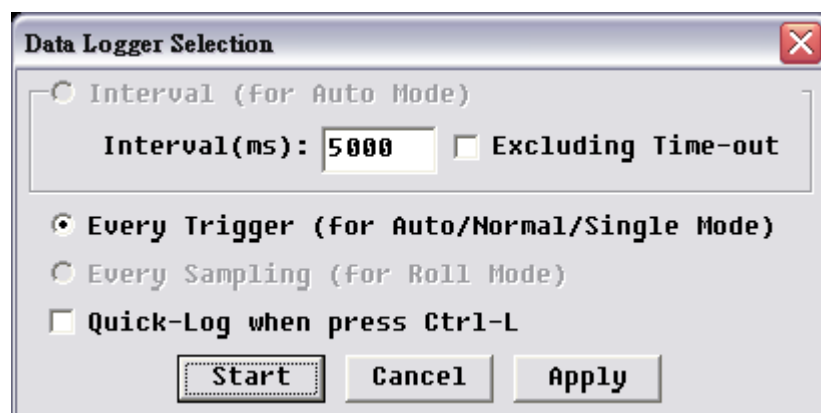 Data Logger Selection
Interval (for Auto Mode)
Interval(ms): 5000 Excluding Time-out
Every Trigger (for Auto/Normal/Single Mode)
Every Sampling (for Roll Mode)
Quick-Log when press Ctrl-L
Start Cancel Apply